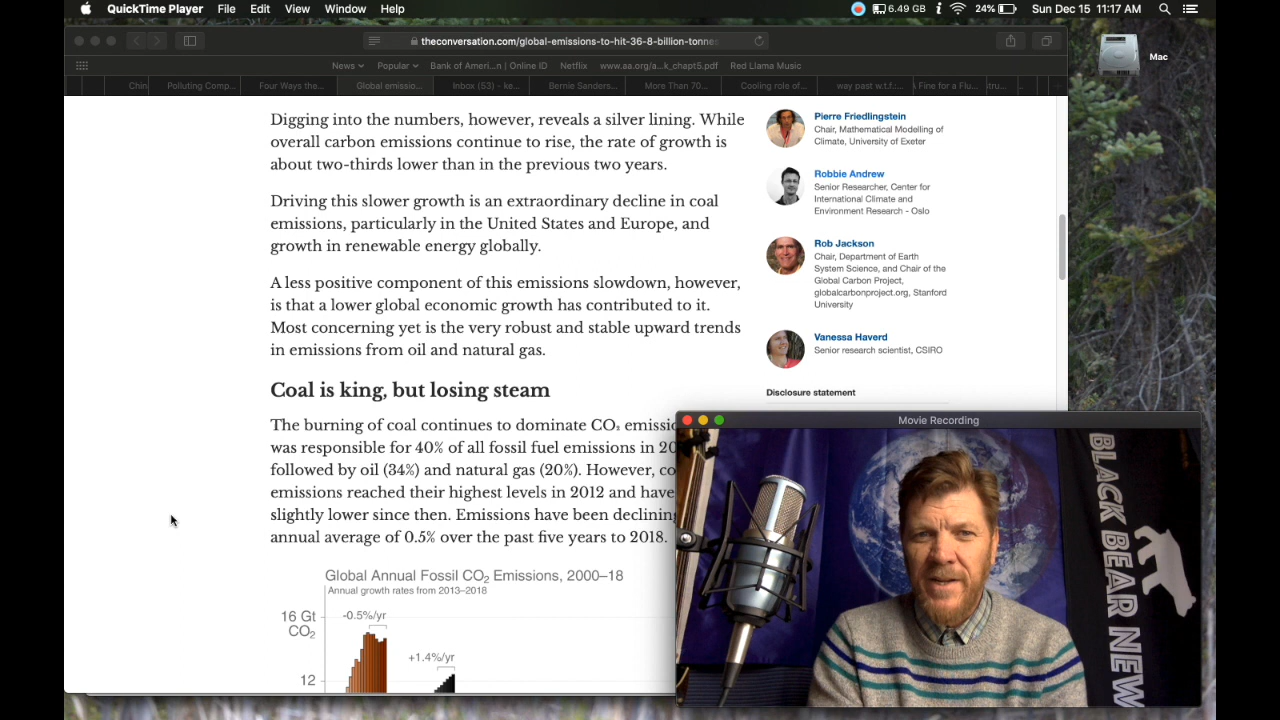 QuickTime Player File Edit View Window Help 6.49 GB 24% Sun Dec 15 11:17 AM
theconversation.com/global-emissions-to-hit-36-8-billion-tonnes
News Popular Bank of Ameri...n | Online ID Netflix www.aa.org/a...k_chapt5.pdf Red Llama Music
Chin Polluting Comp... Four Ways the... Global emissio... Inbox (53) – ke... Bernie Sanders... More Than 70... Cooling role of... way past w.t.f.:... Fine for a Flu...
Mac
Digging into the numbers, however, reveals a silver lining. While
overall carbon emissions continue to rise, the rate of growth is
about two-thirds lower than in the previous two years.
Driving this slower growth is an extraordinary decline in coal
emissions, particularly in the United States and Europe, and
growth in renewable energy globally.
A less positive component of this emissions slowdown, however,
is that a lower global economic growth has contributed to it.
Most concerning yet is the very robust and stable upward trends
in emissions from oil and natural gas.
Coal is king, but losing steam
The burning of coal continues to dominate CO₂ emissio
was responsible for 40% of all fossil fuel emissions in 20
followed by oil (34%) and natural gas (20%). However, co
emissions reached their highest levels in 2012 and have
slightly lower since then. Emissions have been declining
annual average of 0.5% over the past five years to 2018.
Global Annual Fossil CO₂ Emissions, 2000–18
Annual growth rates from 2013–2018
16 Gt
CO₂
-0.5%/yr
+1.4%/yr
12
Pierre Friedlingstein
Chair, Mathematical Modelling of
Climate, University of Exeter
Robbie Andrew
Senior Researcher, Center for
International Climate and
Environment Research - Oslo
Rob Jackson
Chair, Department of Earth
System Science, and Chair of the
Global Carbon Project,
globalcarbonproject.org, Stanford
University
Vanessa Haverd
Senior research scientist, CSIRO
Disclosure statement
Movie Recording
BLACK BEAR NEW